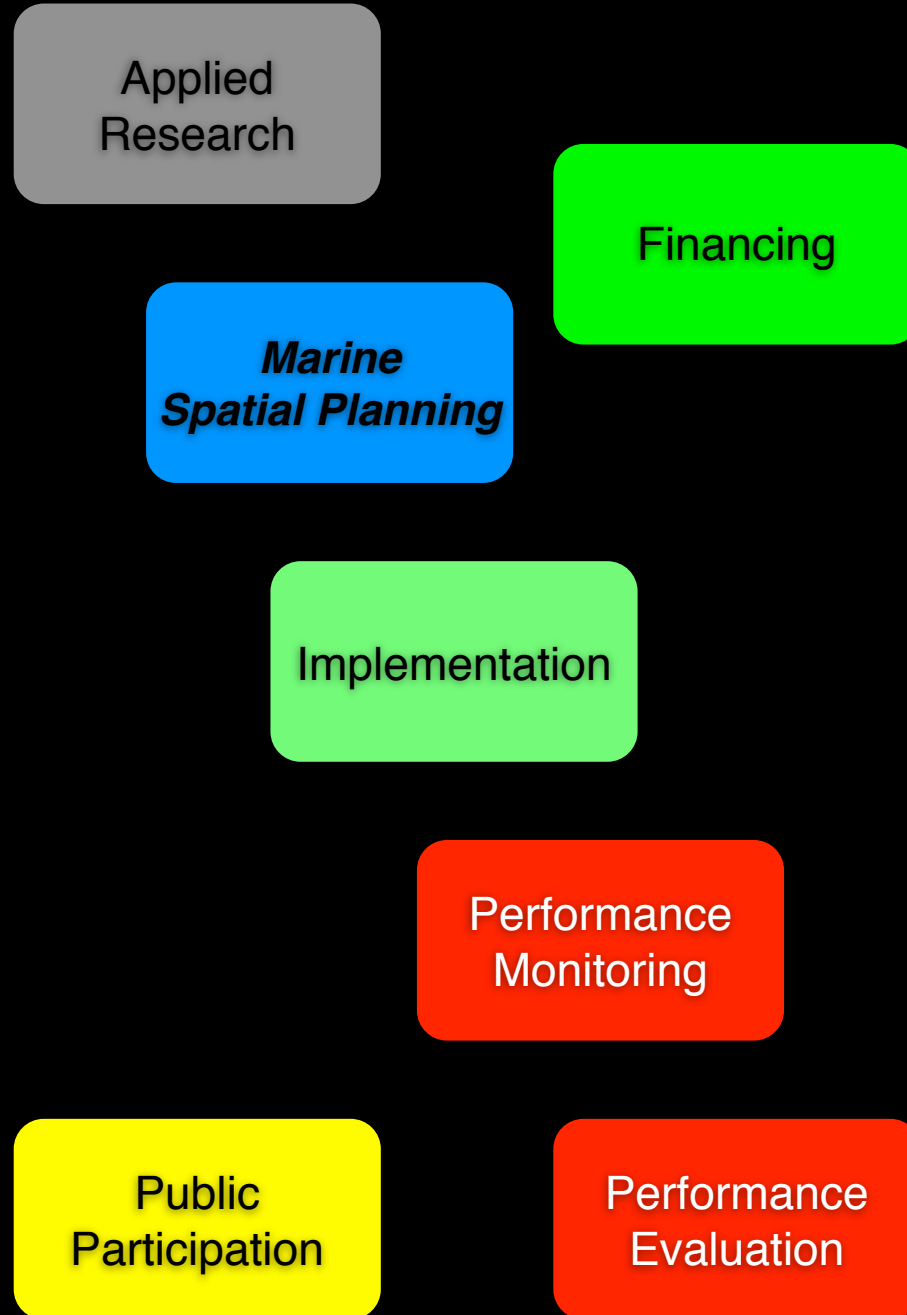 Applied
Research
Financing
Marine
Spatial Planning
Implementation
Performance
Monitoring
Public
Participation
Performance
Evaluation